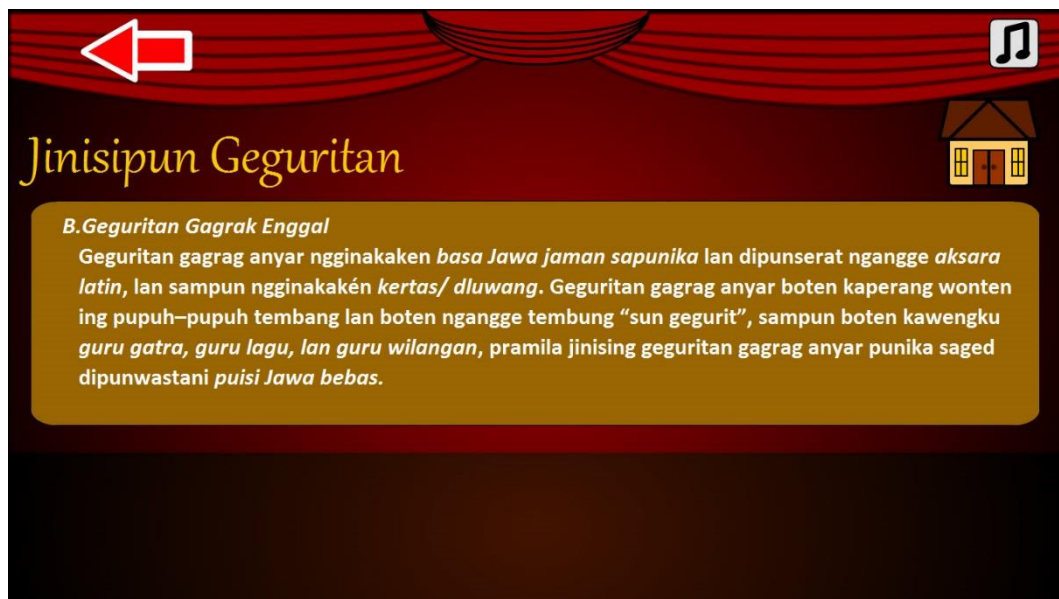 Jinisipun Geguritan
B.Geguritan Gagrak Enggal
Geguritan gagrag anyar ngginakaken basa Jawa jaman sapunika lan dipunserat ngangge aksara
latin, lan sampun ngginakakén kertas/ dluwang. Geguritan gagrag anyar boten kaperang wonten
ing pupuh–pupuh tembang lan boten ngangge tembung “sun gegurit”, sampun boten kawengku
guru gatra, guru lagu, lan guru wilangan, pramila jinising geguritan gagrag anyar punika saged
dipunwastani puisi Jawa bebas.